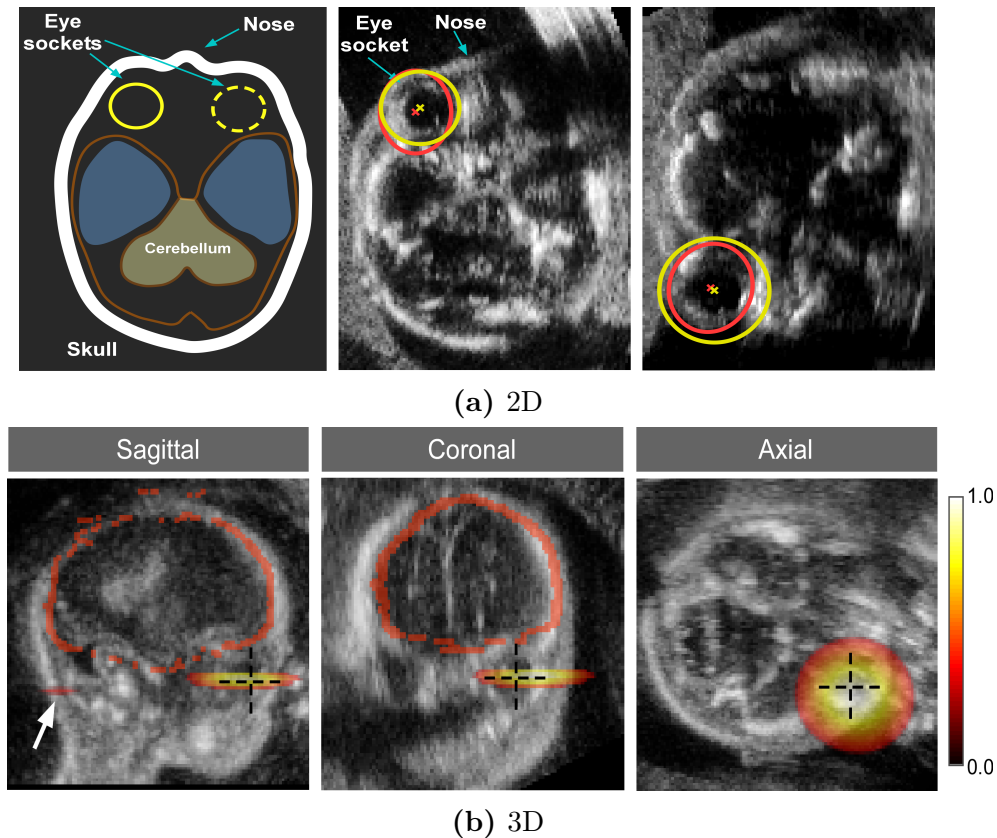 Eye
sockets
Nose
Cerebellum
Skull
Eye
socket
Nose
(a) 2D
Sagittal
Coronal
Axial
1.0
0.0
(b) 3D